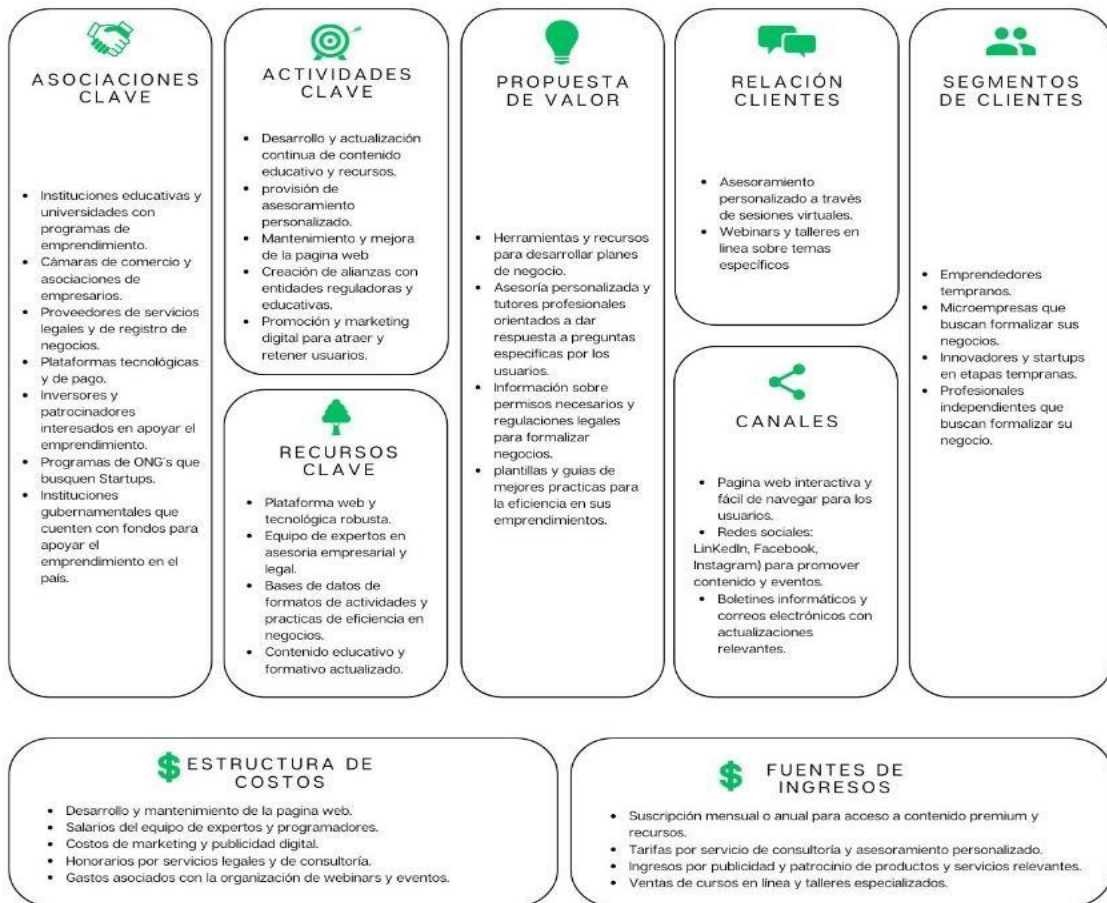 ASOCIACIONES
CLAVE
• Instituciones educativas y
universidades con
programas de
emprendimiento.
• Cámaras de comercio y
asociaciones de
empresarios.
• Proveedores de servicios
legales y de registro de
negocios.
• Plataformas tecnológicas
y de pago.
• Inversores y
patrocinadores
interesados en apoyar el
emprendimiento.
• Programas de ONG's que
busquen Startups.
• Instituciones
gubernamentales que
cuenten con fondos para
apoyar el
emprendimiento en el
país.
ACTIVIDADES
CLAVE
• Desarrollo y actualización
continua de contenido
educativo y recursos.
• provisión de
asesoramiento
personalizado.
• Mantenimiento y mejora
de la pagina web
• Creación de alianzas con
entidades reguladoras y
educativas.
• Promoción y marketing
digital para atraer y
retener usuarios.
RECURSOS
CLAVE
• Plataforma web y
tecnológica robusta.
• Equipo de expertos en
asesoria empresarial y
legal.
• Bases de datos de
formatos de actividades y
practicas de eficiencia en
negocios.
• Contenido educativo y
formativo actualizado.
PROPUESTA
DE VALOR
• Herramientas y recursos
para desarrollar planes
de negocio.
• Asesoría personalizada y
tutores profesionales
orientados a dar
respuesta a preguntas
especificas por los
usuarios.
• Información sobre
permisos necesarios y
regulaciones legales
para formalizar
negocios.
• plantillas y guías de
mejores practicas para
la eficiencia en sus
emprendimientos.
RELACIÓN
CLIENTES
• Asesoramiento
personalizado a través
de sesiones virtuales.
• Webinars y talleres en
línea sobre temas
específicos
CANALES
• Pagina web interactiva y
fácil de navegar para los
usuarios.
• Redes sociales:
LinKedIn, Facebook,
Instagram) para promover
contenido y eventos.
• Boletines informáticos y
correos electrónicos con
actualizaciones
relevantes.
SEGMENTOS
DE CLIENTES
• Emprendedores
tempranos.
• Microempresas que
buscan formalizar sus
negocios.
• Innovadores y startups
en etapas tempranas.
• Profesionales
independientes que
buscan formalizar su
negocio.
$ ESTRUCTURA DE
COSTOS
• Desarrollo y mantenimiento de la pagina web.
• Salarios del equipo de expertos y programadores.
• Costos de marketing y publicidad digital.
• Honorarios por servicios legales y de consultoría.
• Gastos asociados con la organización de webinars y eventos.
$ FUENTES DE
INGRESOS
• Suscripción mensual o anual para acceso a contenido premium y
recursos.
• Tarifas por servicio de consultoría y asesoramiento personalizado.
• Ingresos por publicidad y patrocinio de productos y servicios relevantes.
• Ventas de cursos en línea y talleres especializados.